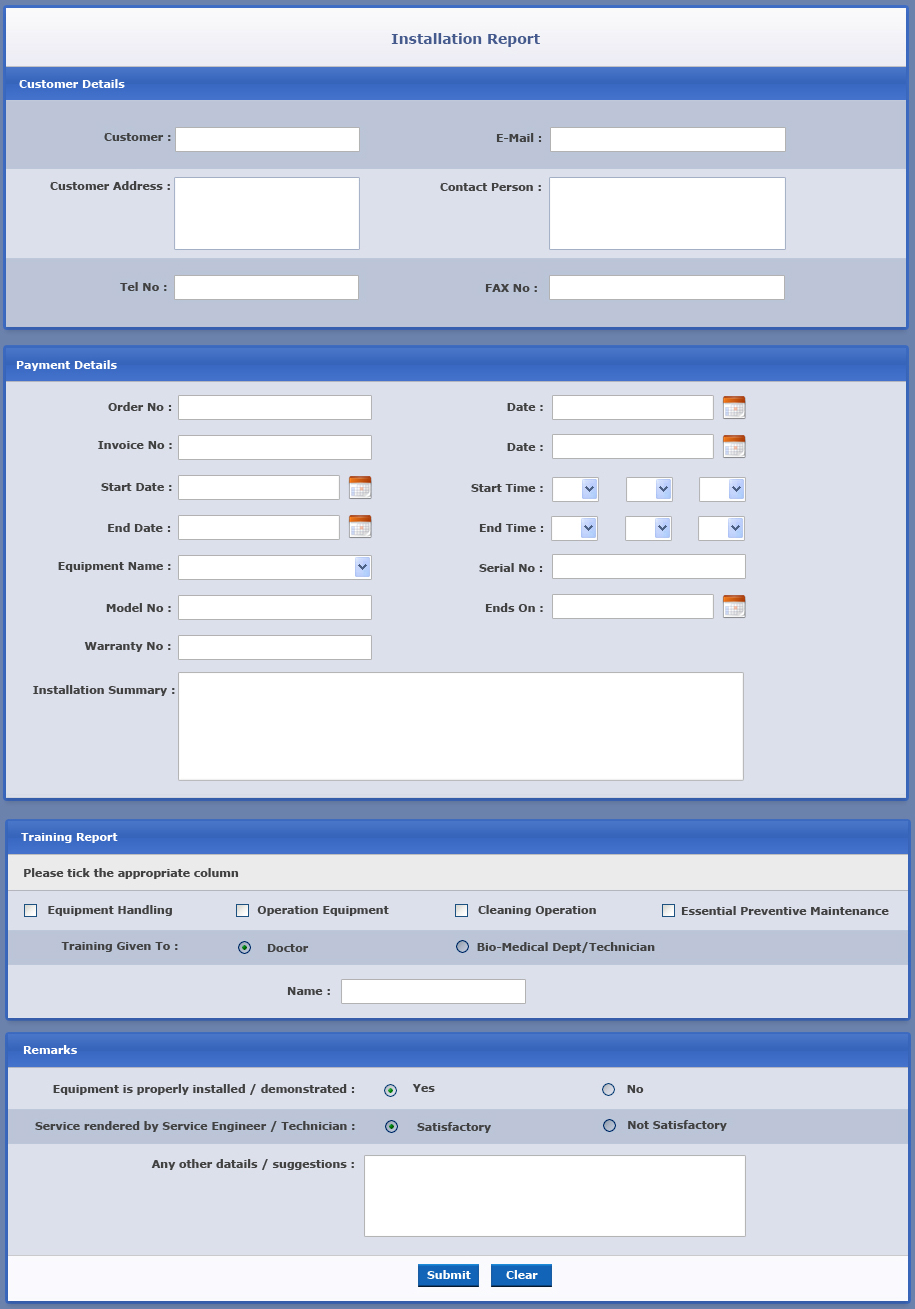 Installation Report
Customer Details
Customer :
E-Mail :
Customer Address :
Contact Person :
Tel No :
FAX No :
Payment Details
Order No :
Date :
Invoice No :
Date :
Start Date :
Start Time :
End Date :
End Time :
Equipment Name :
Serial No :
Model No :
Ends On :
Warranty No :
Installation Summary :
Training Report
Please tick the appropriate column
Equipment Handling
Operation Equipment
Cleaning Operation
Essential Preventive Maintenance
Training Given To :
Doctor
Bio-Medical Dept/Technician
Name :
Remarks
Equipment is properly installed / demonstrated :
Yes
No
Service rendered by Service Engineer / Technician :
Satisfactory
Not Satisfactory
Any other datails / suggestions :
Submit
Clear